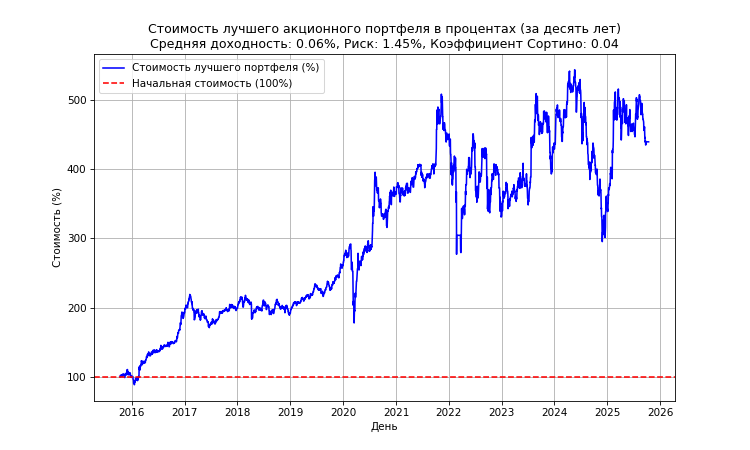 Стоимость лучшего акционного портфеля в процентах (за десять лет)
Средняя доходность: 0.06%, Риск: 1.45%, Коэффициент Сортино: 0.04
Стоимость лучшего портфеля (%)
Начальная стоимость (100%)
Стоимость (%)
500
400
300
200
100
2016 2017 2018 2019 2020 2021 2022 2023 2024 2025 2026
День